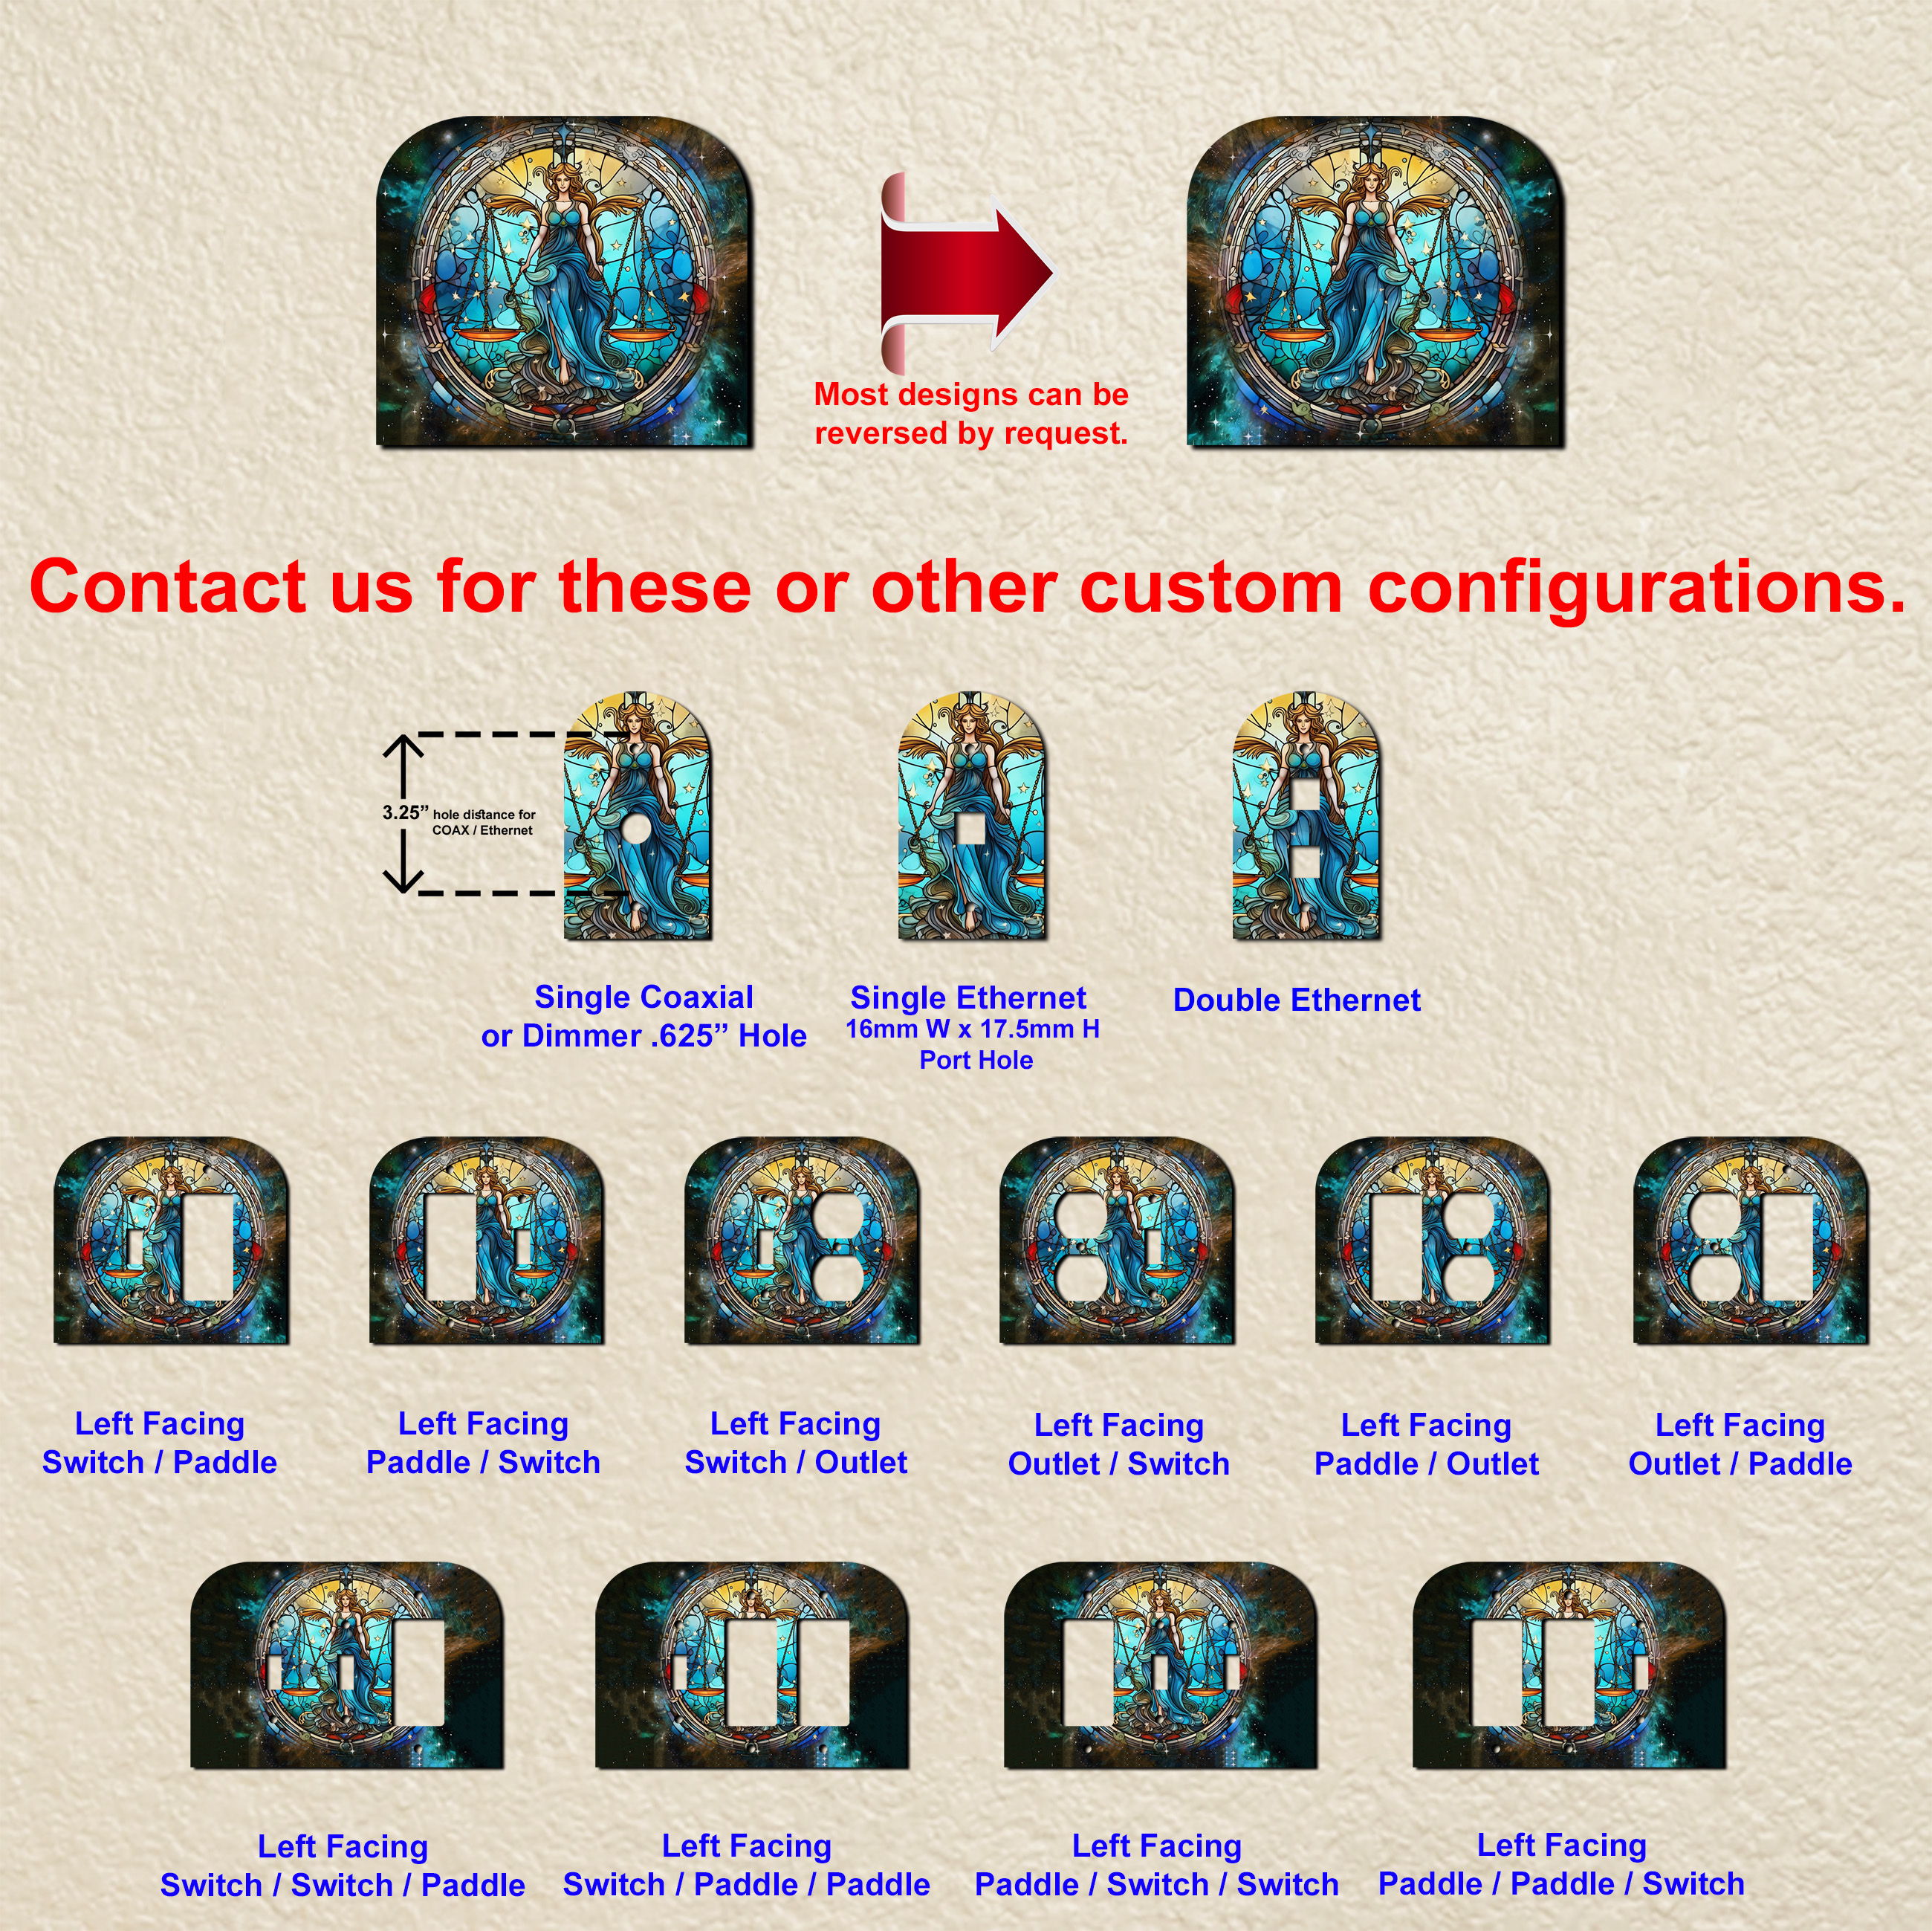 Most designs can be
reversed by request.
Contact us for these or other custom configurations.
3.25” hole distance for
COAX / Ethernet
Single Coaxial
or Dimmer .625” Hole
Single Ethernet
16mm W x 17.5mm H
Port Hole
Double Ethernet
Left Facing
Switch / Paddle
Left Facing
Paddle / Switch
Left Facing
Switch / Outlet
Left Facing
Outlet / Switch
Left Facing
Paddle / Outlet
Left Facing
Outlet / Paddle
Left Facing
Switch / Switch / Paddle
Left Facing
Switch / Paddle / Paddle
Left Facing
Paddle / Switch / Switch
Left Facing
Paddle / Paddle / Switch